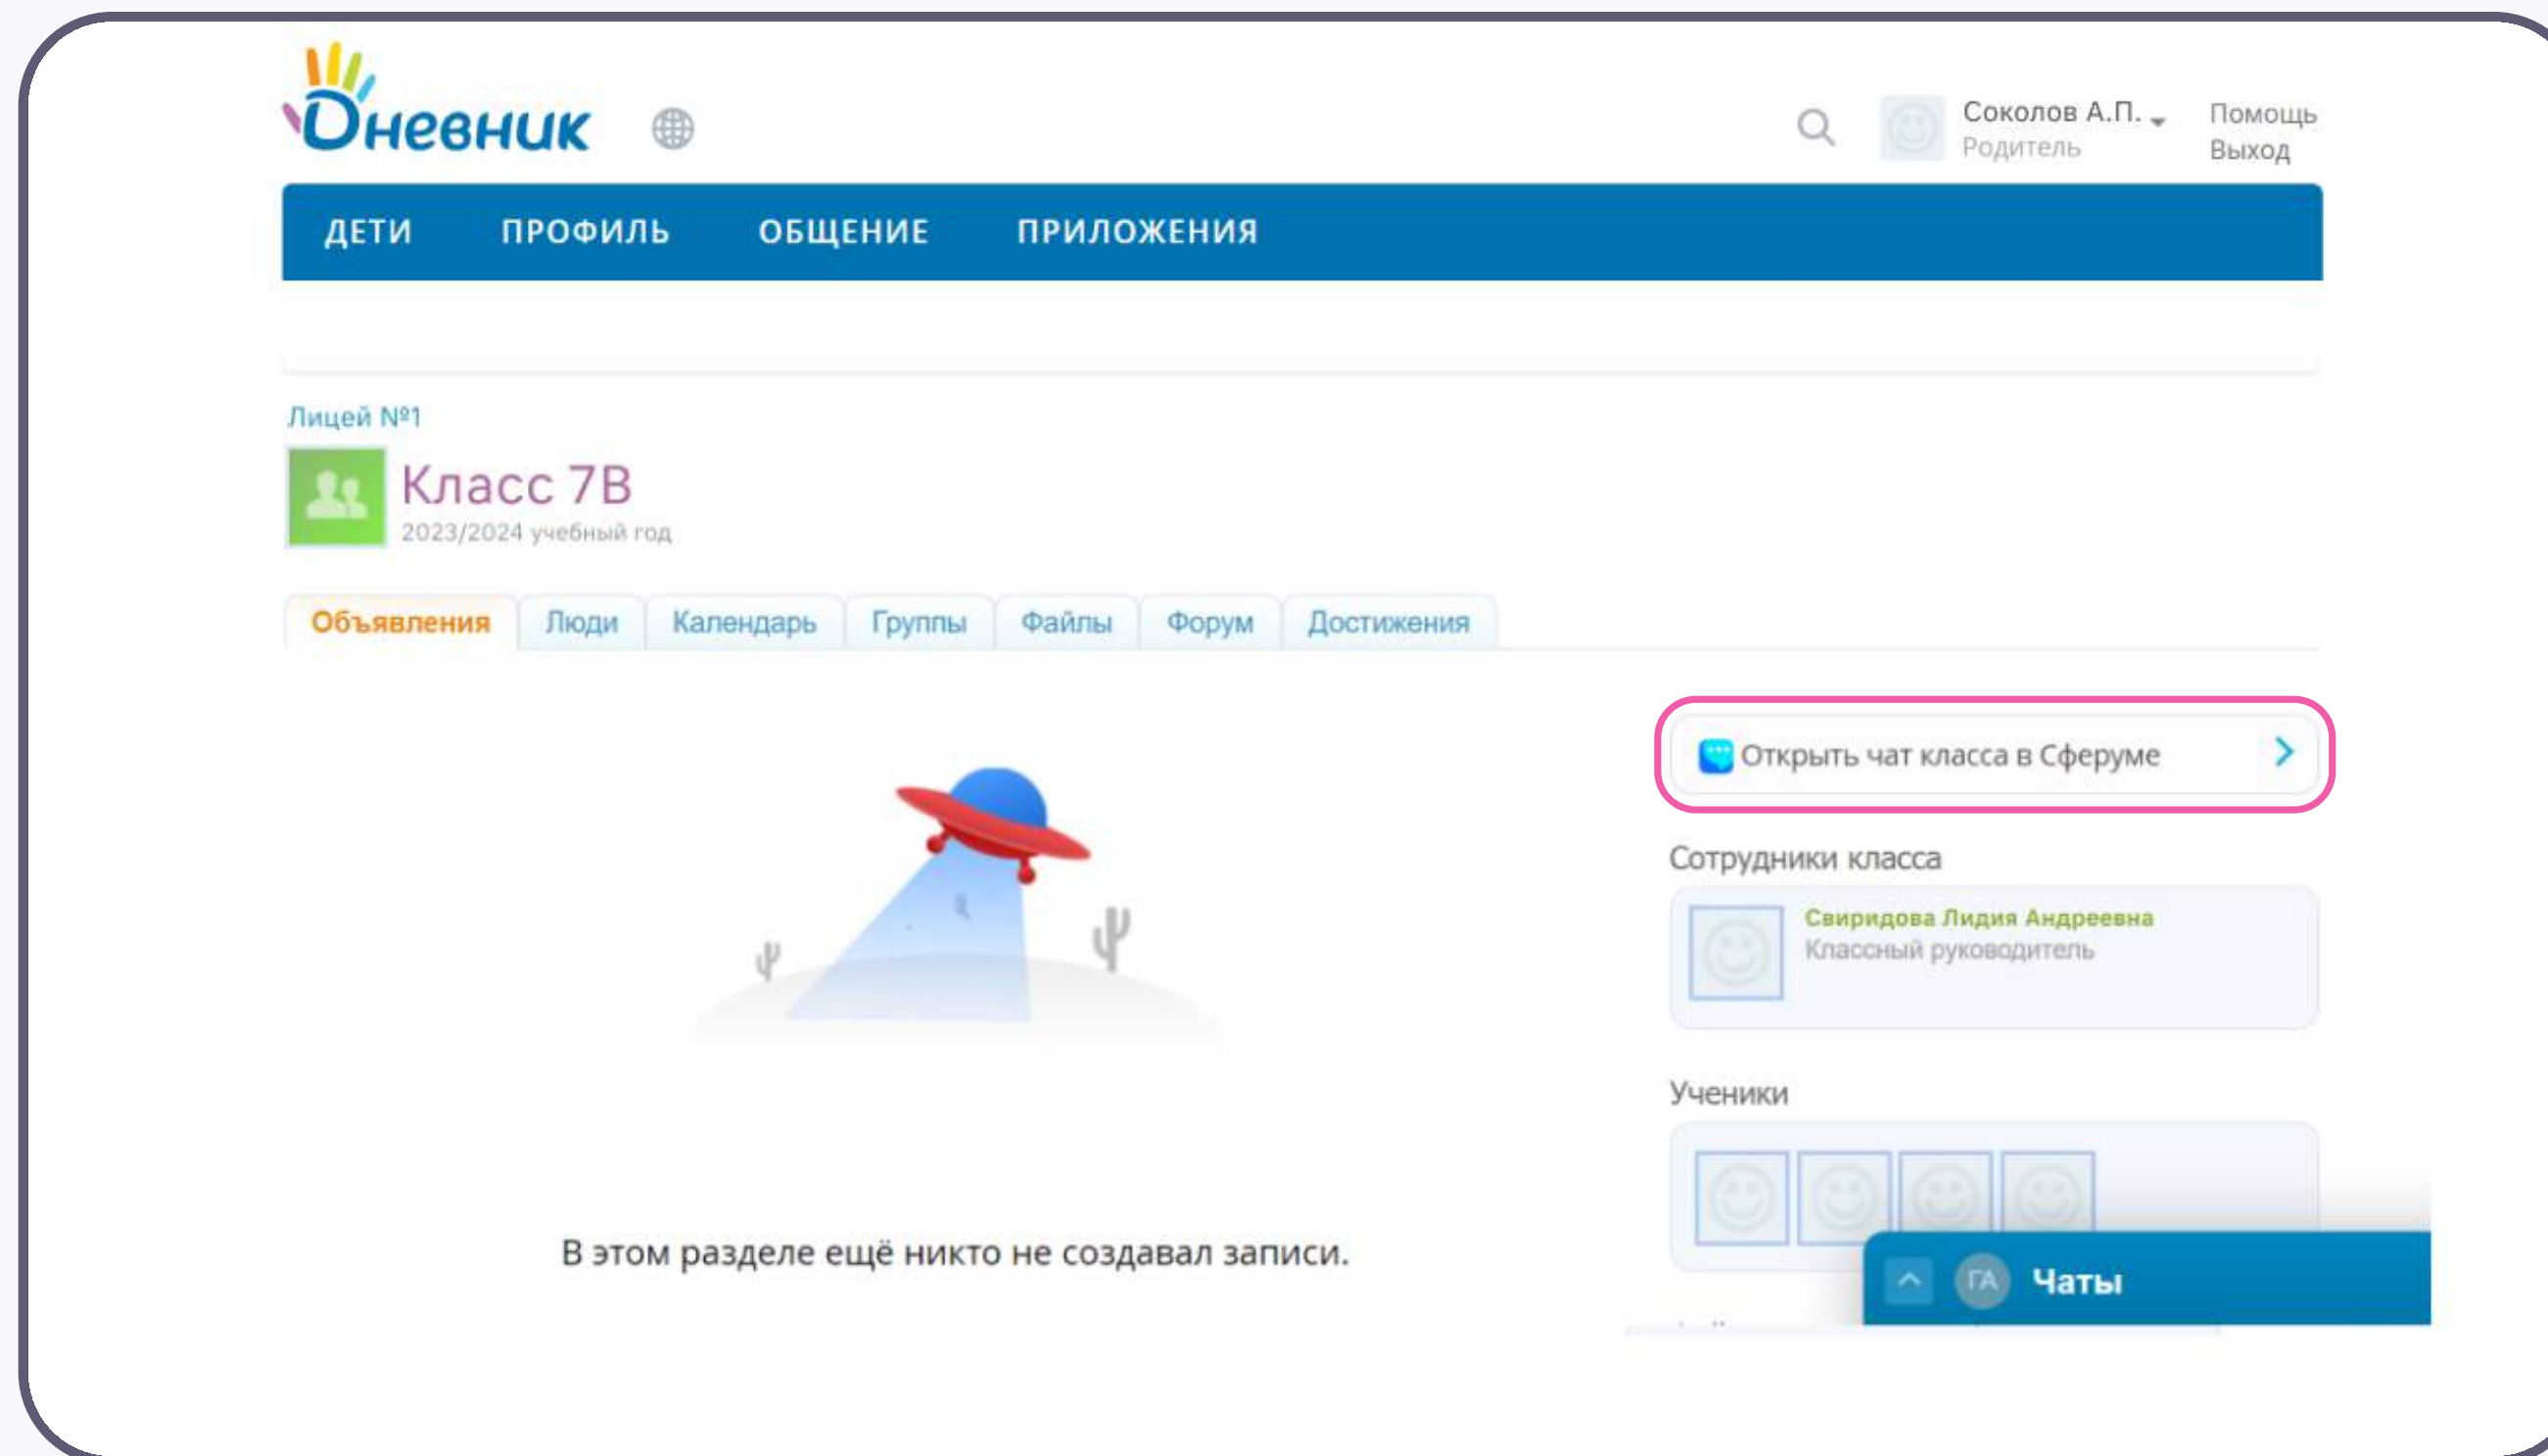 Дневник
Соколов А.П.
Родитель
Помощь
Выход
ДЕТИ ПРОФИЛЬ ОБЩЕНИЕ ПРИЛОЖЕНИЯ
Лицей №1
Класс 7В
2023/2024 учебный год
Объявления Люди Календарь Группы Файлы Форум Достижения
Открыть чат класса в Сферуме
Сотрудники класса
Свиридова Лидия Андреевна
Классный руководитель
Ученики
В этом разделе ещё никто не создавал записи.
ГА Чаты